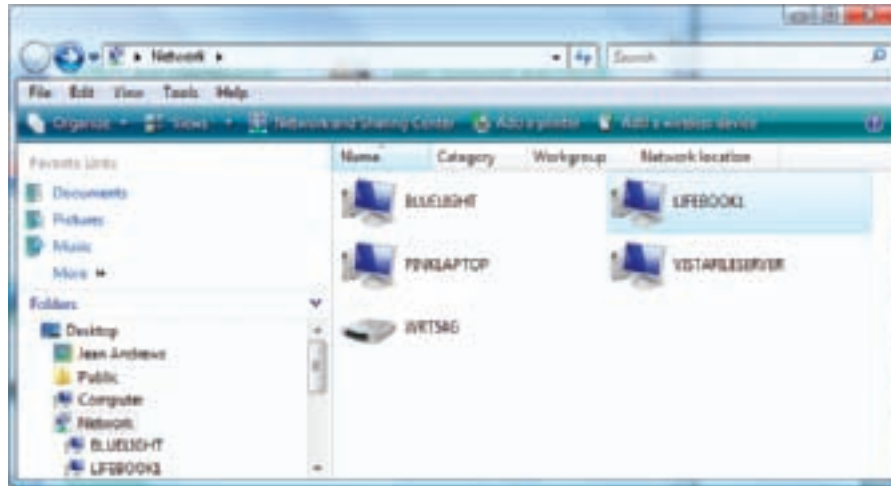 Network
Search
File Edit View Tools Help
Organize Views Network and Sharing Center Add a printer Add a wireless device
Favorite Links
Documents
Pictures
Music
More
Folders
Desktop
Jean Andrews
Public
Computer
Network
BLUELIGHT
LIFEBOOK1
Name Category Workgroup Network location
BLUELIGHT
LIFEBOOK1
PINKLAPTOP
VISTAFILESERVER
WRT54G